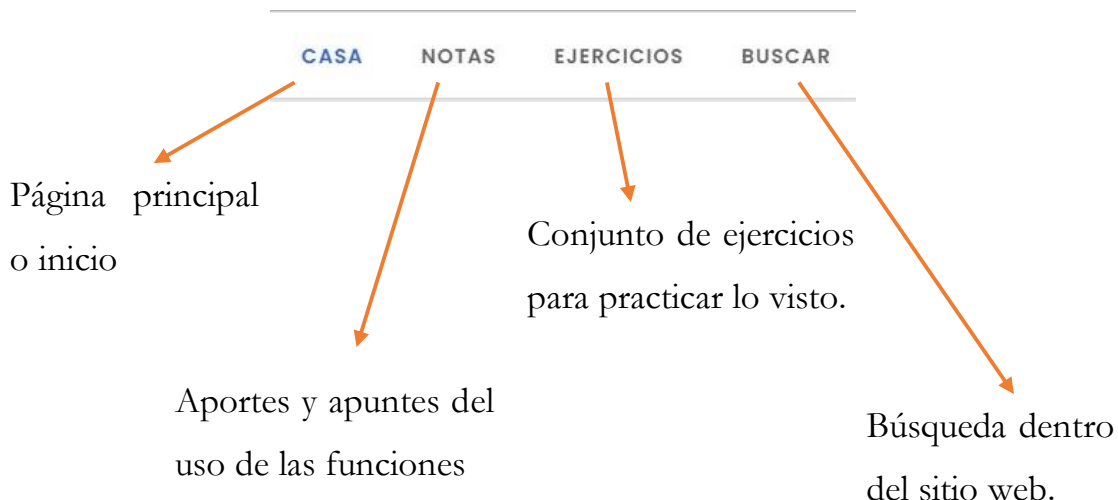 CASA NOTAS EJERCICIOS BUSCAR
Página principal
o inicio
Conjunto de ejercicios
para practicar lo visto.
Aportes y apuntes del
uso de las funciones
Búsqueda dentro
del sitio web.